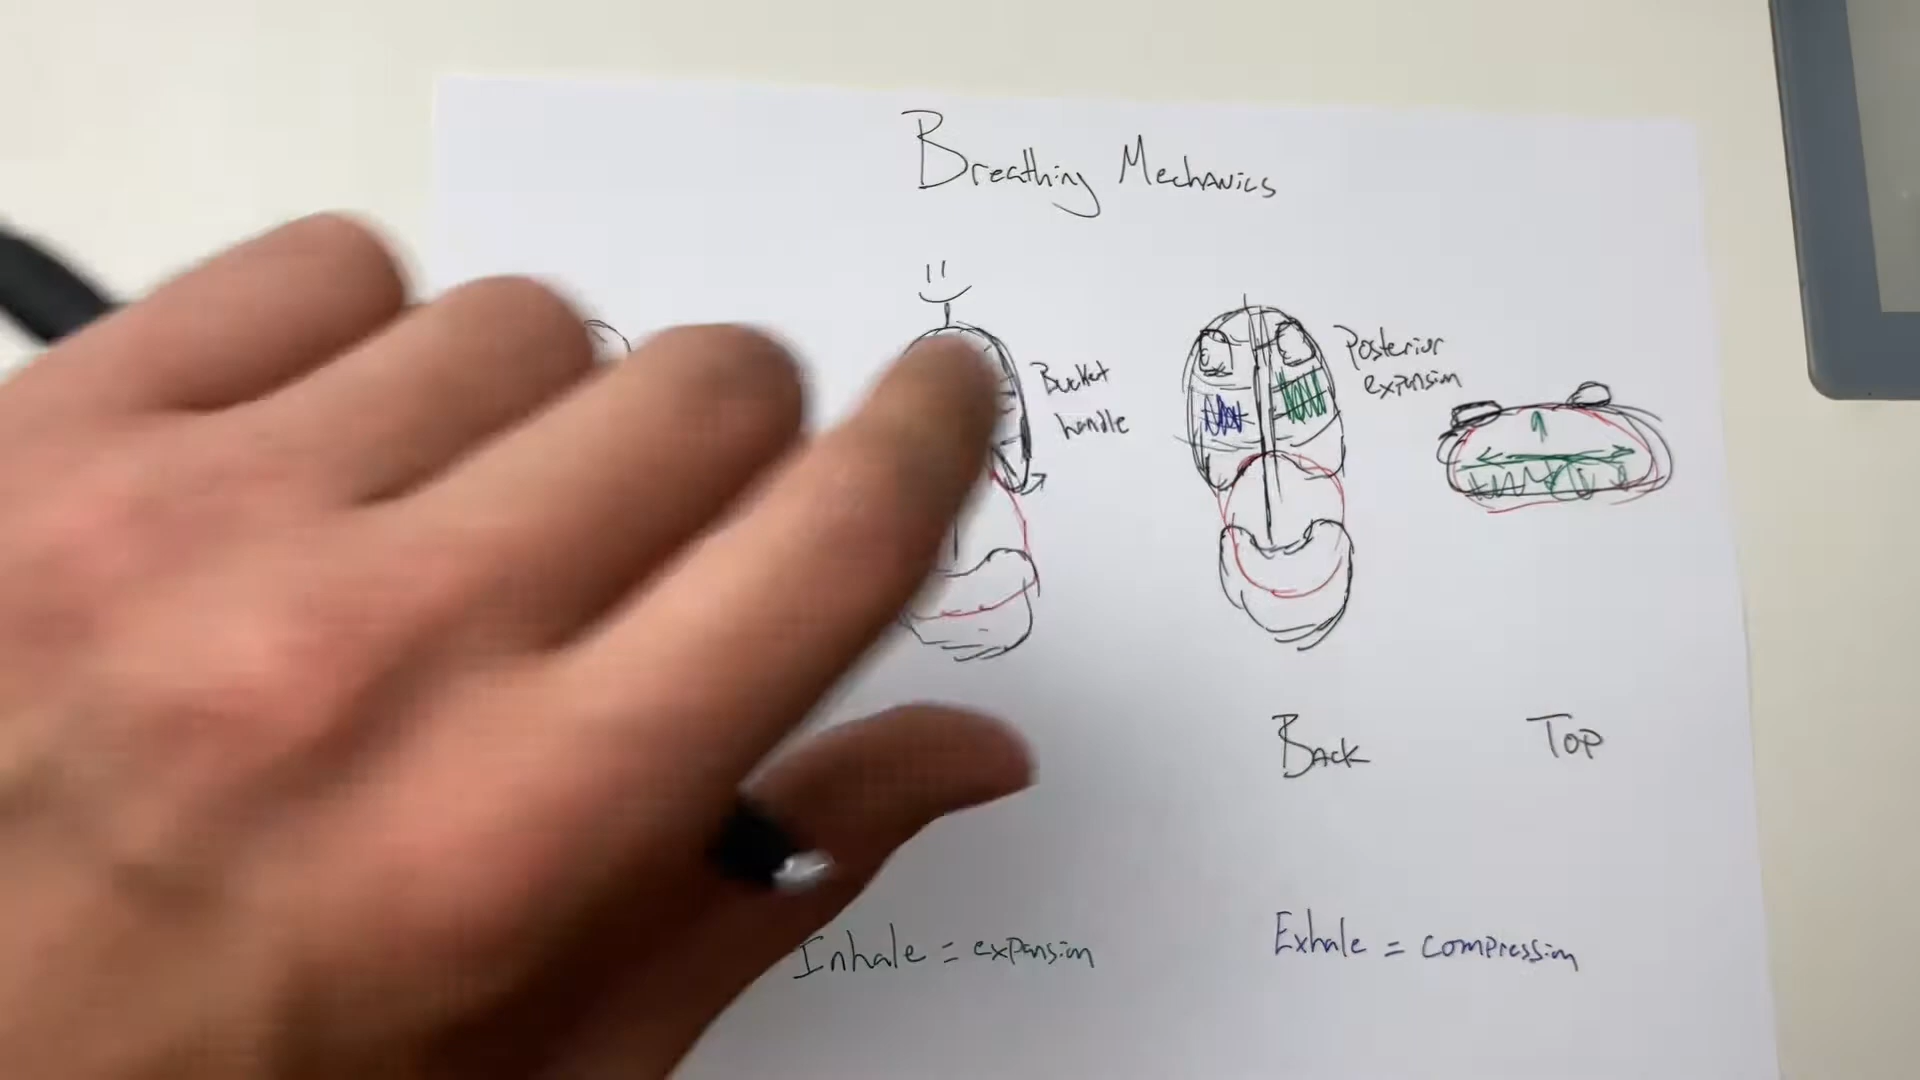 Breathing Mechanics
Bucket
handle
Posterior
expansion
Back
Top
Inhale = expansion
Exhale = compression